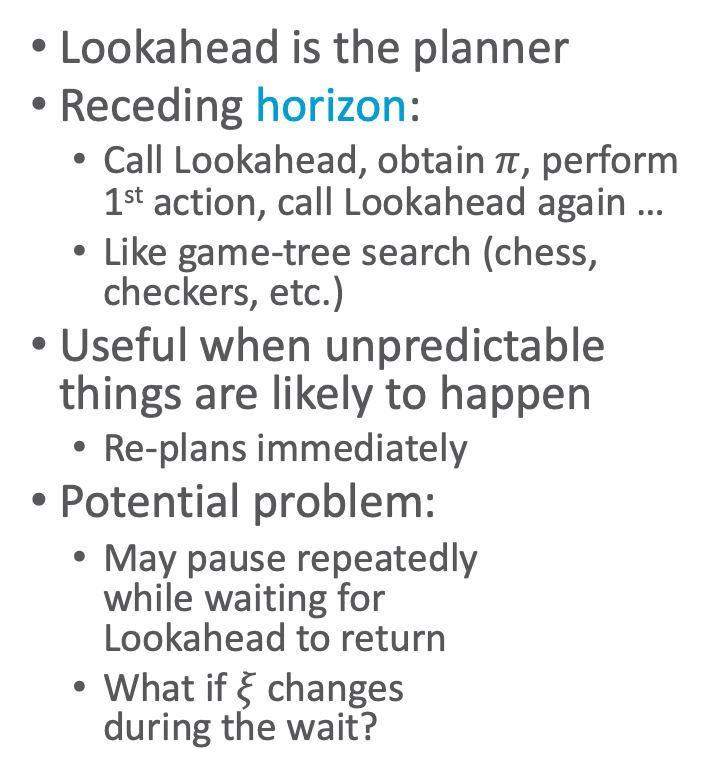 • Lookahead is the planner
• Receding horizon:
• Call Lookahead, obtain π, perform
1st action, call Lookahead again …
• Like game-tree search (chess,
checkers, etc.)
• Useful when unpredictable
things are likely to happen
• Re-plans immediately
• Potential problem:
• May pause repeatedly
while waiting for
Lookahead to return
• What if ξ changes
during the wait?